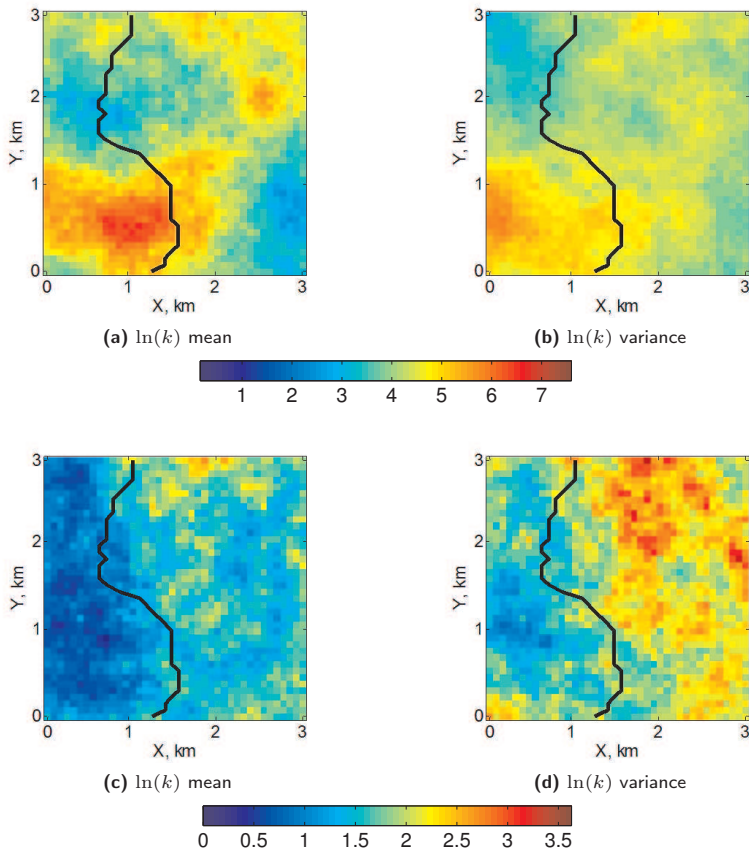 3
2
1
0
Y, km
0 1 2 3
X, km
(a) ln(k) mean
3
2
1
0
Y, km
0 1 2 3
X, km
(b) ln(k) variance
1 2 3 4 5 6 7
3
2
1
0
Y, km
0 1 2 3
X, km
(c) ln(k) mean
3
2
1
0
Y, km
0 1 2 3
X, km
(d) ln(k) variance
0 0.5 1 1.5 2 2.5 3 3.5